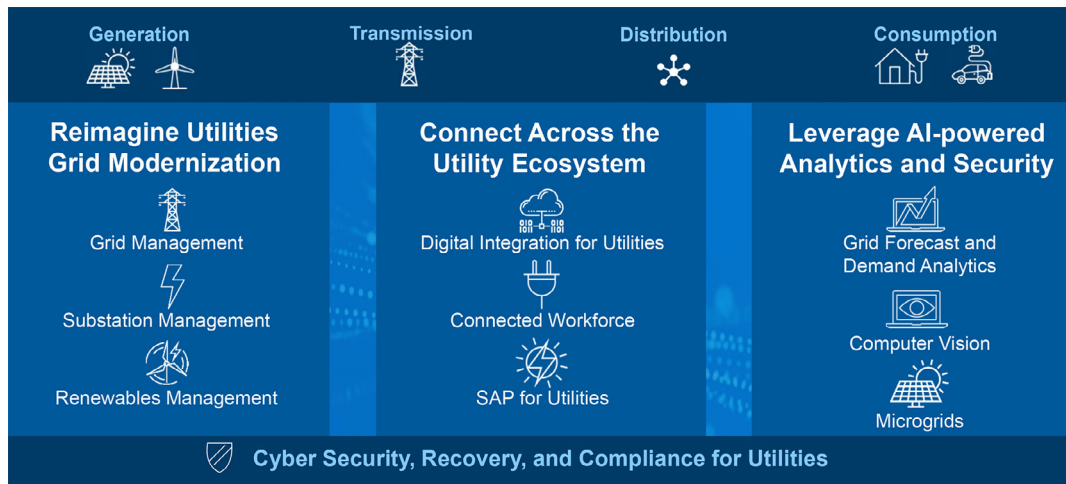 Generation
Transmission
Distribution
Consumption
Reimagine Utilities
Grid Modernization
Grid Management
Substation Management
Renewables Management
Connect Across the
Utility Ecosystem
Digital Integration for Utilities
Connected Workforce
SAP for Utilities
Leverage AI-powered
Analytics and Security
Grid Forecast and
Demand Analytics
Computer Vision
Microgrids
Cyber Security, Recovery, and Compliance for Utilities